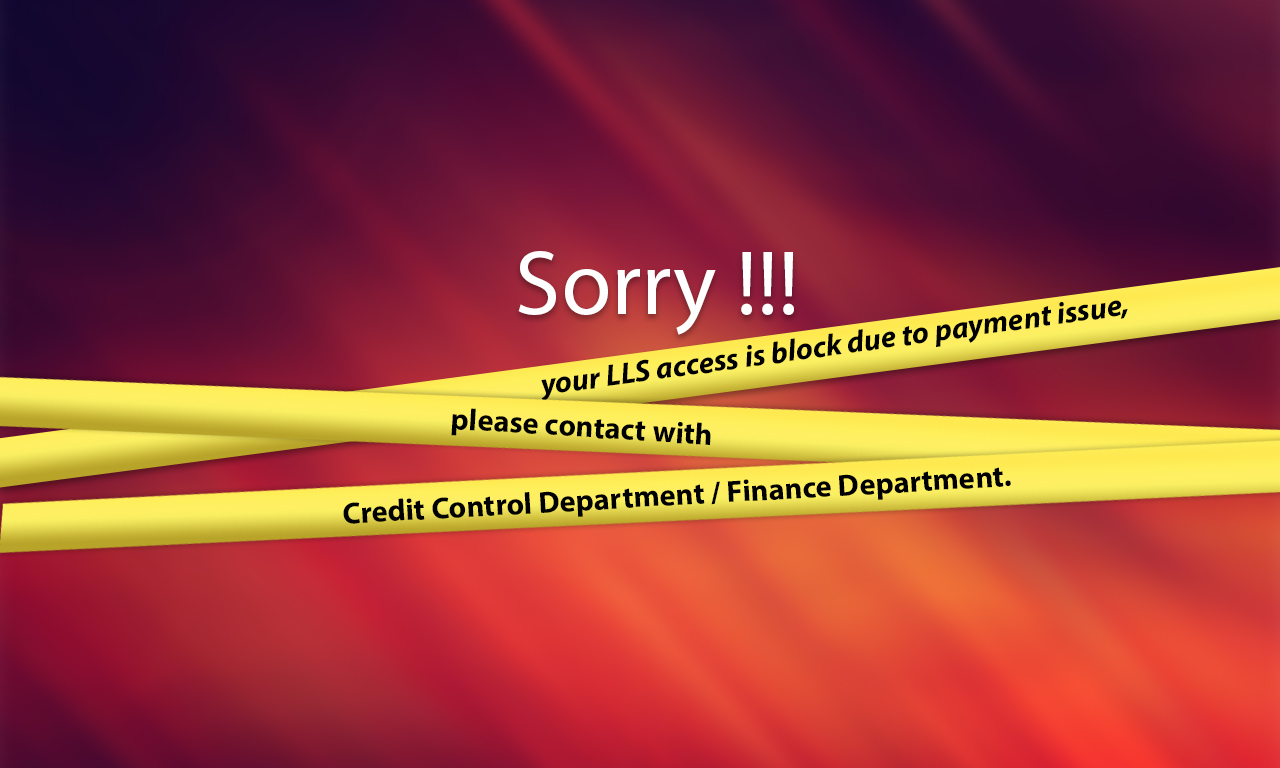 Sorry !!!
your LLS access is block due to payment issue,
please contact with
Credit Control Department / Finance Department.